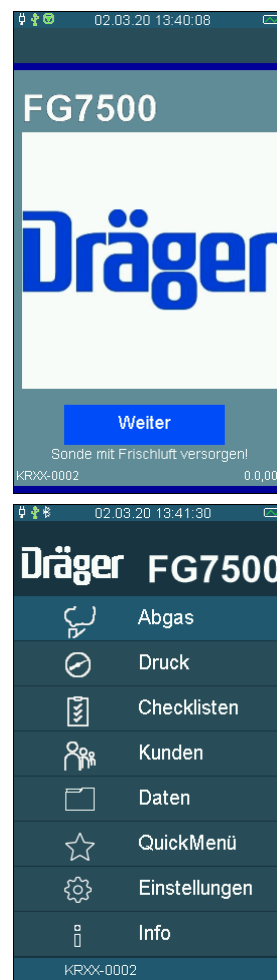 02.03.20 13:40:08
FG7500
Dräger
Weiter
Sonde mit Frischluft versorgen!
KRXX-0002 0.0,00
02.03.20 13:41:30
Dräger FG7500
Abgas
Druck
Checklisten
Kunden
Daten
QuickMenü
Einstellungen
Info
KRXX-0002